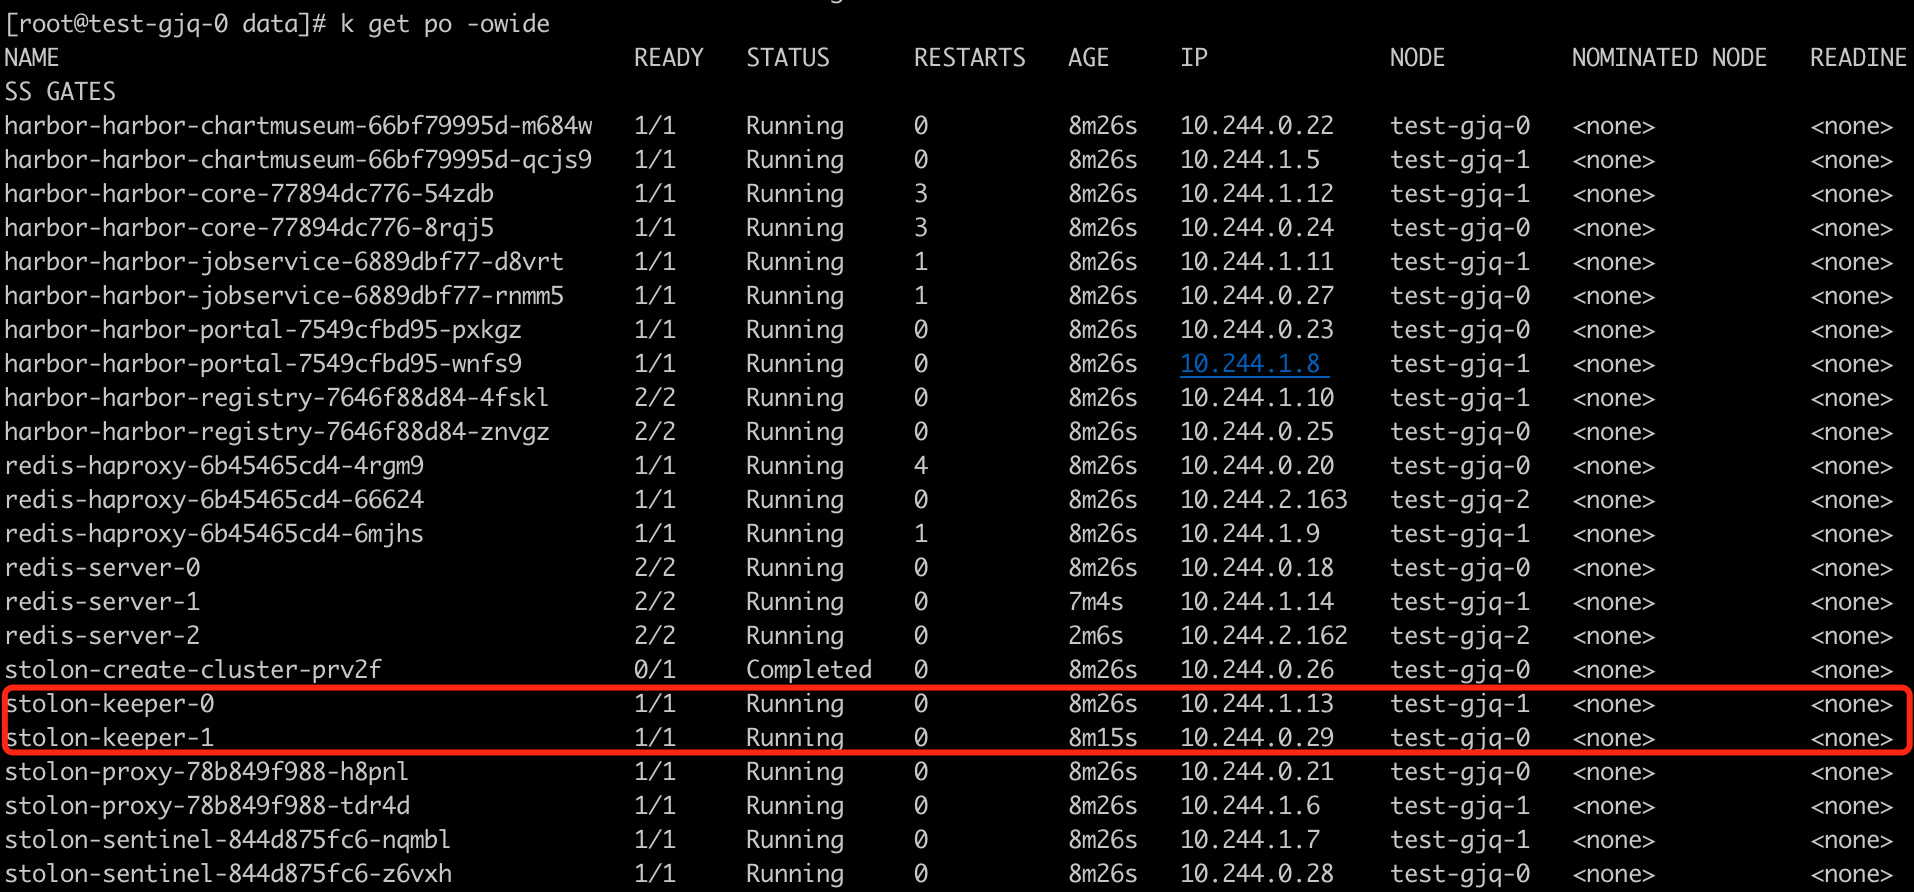 [root@test-gjq-0 data]# k get po -owide
NAME READY STATUS RESTARTS AGE IP NODE NOMINATED NODE READINE
SS GATES
harbor-harbor-chartmuseum-66bf79995d-m684w 1/1 Running 0 8m26s 10.244.0.22 test-gjq-0 <none> <none>
harbor-harbor-chartmuseum-66bf79995d-qcjs9 1/1 Running 0 8m26s 10.244.1.5 test-gjq-1 <none> <none>
harbor-harbor-core-77894dc776-54zdb 1/1 Running 3 8m26s 10.244.1.12 test-gjq-1 <none> <none>
harbor-harbor-core-77894dc776-8rqj5 1/1 Running 3 8m26s 10.244.0.24 test-gjq-0 <none> <none>
harbor-harbor-jobservice-6889dbf77-d8vrt 1/1 Running 1 8m26s 10.244.1.11 test-gjq-1 <none> <none>
harbor-harbor-jobservice-6889dbf77-rnmm5 1/1 Running 1 8m26s 10.244.0.27 test-gjq-0 <none> <none>
harbor-harbor-portal-7549cfbd95-pxkgz 1/1 Running 0 8m26s 10.244.0.23 test-gjq-0 <none> <none>
harbor-harbor-portal-7549cfbd95-wnfs9 1/1 Running 0 8m26s 10.244.1.8 test-gjq-1 <none> <none>
harbor-harbor-registry-7646f88d84-4fskl 2/2 Running 0 8m26s 10.244.1.10 test-gjq-1 <none> <none>
harbor-harbor-registry-7646f88d84-znvgz 2/2 Running 0 8m26s 10.244.0.25 test-gjq-0 <none> <none>
redis-haproxy-6b45465cd4-4rgm9 1/1 Running 4 8m26s 10.244.0.20 test-gjq-0 <none> <none>
redis-haproxy-6b45465cd4-66624 1/1 Running 0 8m26s 10.244.2.163 test-gjq-2 <none> <none>
redis-haproxy-6b45465cd4-6mjhs 1/1 Running 1 8m26s 10.244.1.9 test-gjq-1 <none> <none>
redis-server-0 2/2 Running 0 8m26s 10.244.0.18 test-gjq-0 <none> <none>
redis-server-1 2/2 Running 0 7m4s 10.244.1.14 test-gjq-1 <none> <none>
redis-server-2 2/2 Running 0 2m6s 10.244.2.162 test-gjq-2 <none> <none>
stolon-create-cluster-prv2f 0/1 Completed 0 8m26s 10.244.0.26 test-gjq-0 <none> <none>
stolon-keeper-0 1/1 Running 0 8m26s 10.244.1.13 test-gjq-1 <none> <none>
stolon-keeper-1 1/1 Running 0 8m15s 10.244.0.29 test-gjq-0 <none> <none>
stolon-proxy-78b849f988-h8pnl 1/1 Running 0 8m26s 10.244.0.21 test-gjq-0 <none> <none>
stolon-proxy-78b849f988-tdr4d 1/1 Running 0 8m26s 10.244.1.6 test-gjq-1 <none> <none>
stolon-sentinel-844d875fc6-nqmbl 1/1 Running 0 8m26s 10.244.1.7 test-gjq-1 <none> <none>
stolon-sentinel-844d875fc6-z6vxh 1/1 Running 0 8m26s 10.244.0.28 test-gjq-0 <none> <none>